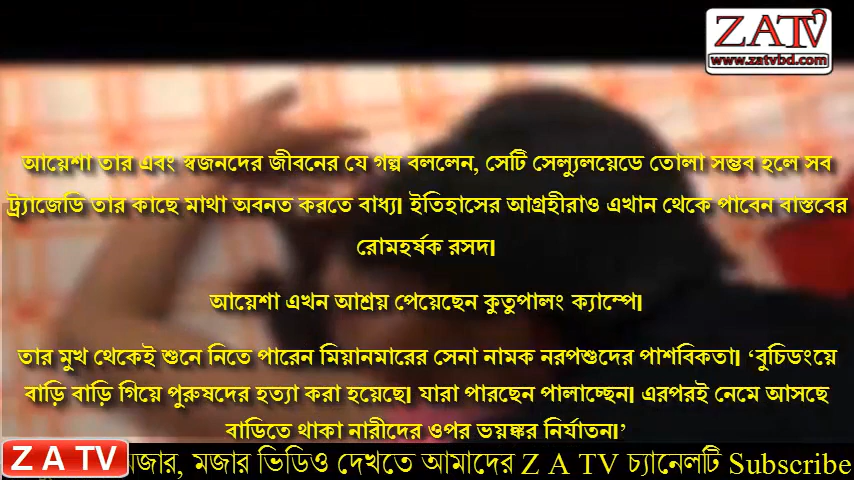 ZATV
www.zatvbd.com
আয়েশা তার এবং স্বজনদের জীবনের যে গল্প বললেন, সেটি সেল্যুলয়েডে তোলা সম্ভব হলে সব
ট্র্যাজেডি তার কাছে মাথা অবনত করতে বাধ্য। ইতিহাসের আগ্রহীরাও এখান থেকে পাবেন বাস্তবের
রোমহর্ষক রসদ।
আয়েশা এখন আশ্রয় পেয়েছেন কুতুপালং ক্যাম্পে।
তার মুখ থেকেই শুনে নিতে পারেন মিয়ানমারের সেনা নামক নরপশুদের পাশবিকতা। ‘বুচিডংয়ে
বাড়ি বাড়ি গিয়ে পুরুষদের হত্যা করা হয়েছে। যারা পারছেন পালাচ্ছেন। এরপরই নেমে আসছে
বাড়িতে থাকা নারীদের ওপর ভয়ঙ্কর নির্যাতন।’
Z A TV
মজার, মজার ভিডিও দেখতে আমাদের Z A TV চ্যানেলটি Subscribe